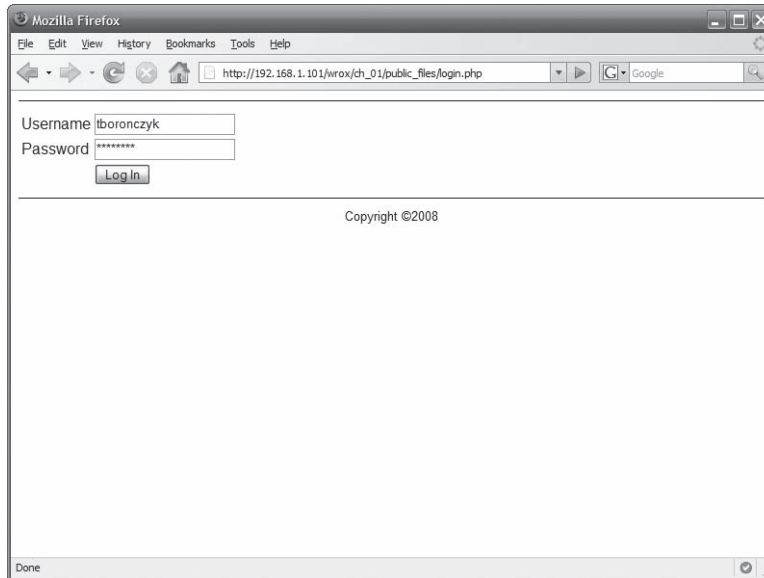 Mozilla Firefox
File Edit View History Bookmarks Tools Help
http://192.168.1.101/wrox/ch_01/public_files/login.php
G Google
Username tboronczyk
Password ********
Log In
Copyright ©2008
Done